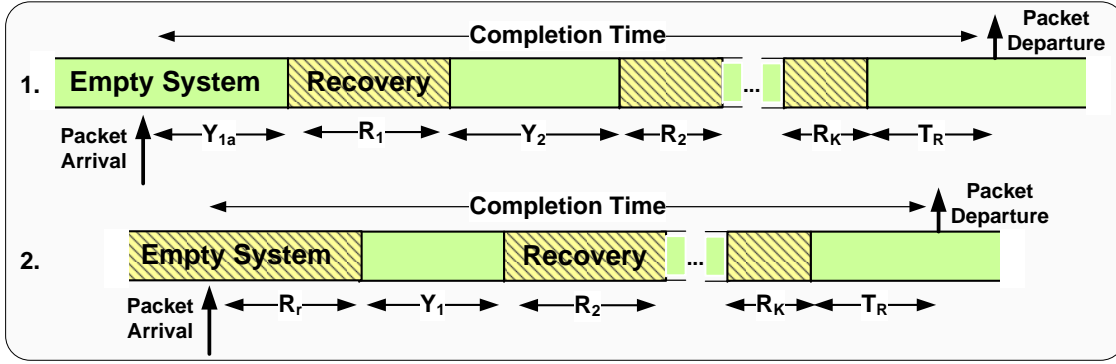 Completion Time
Packet
Departure
1.
Empty System
Recovery
...
Packet
Arrival
Y1a
R1
Y2
R2
RK
TR
Completion Time
Packet
Departure
2.
Empty System
Recovery
...
Packet
Arrival
Rr
Y1
R2
RK
TR